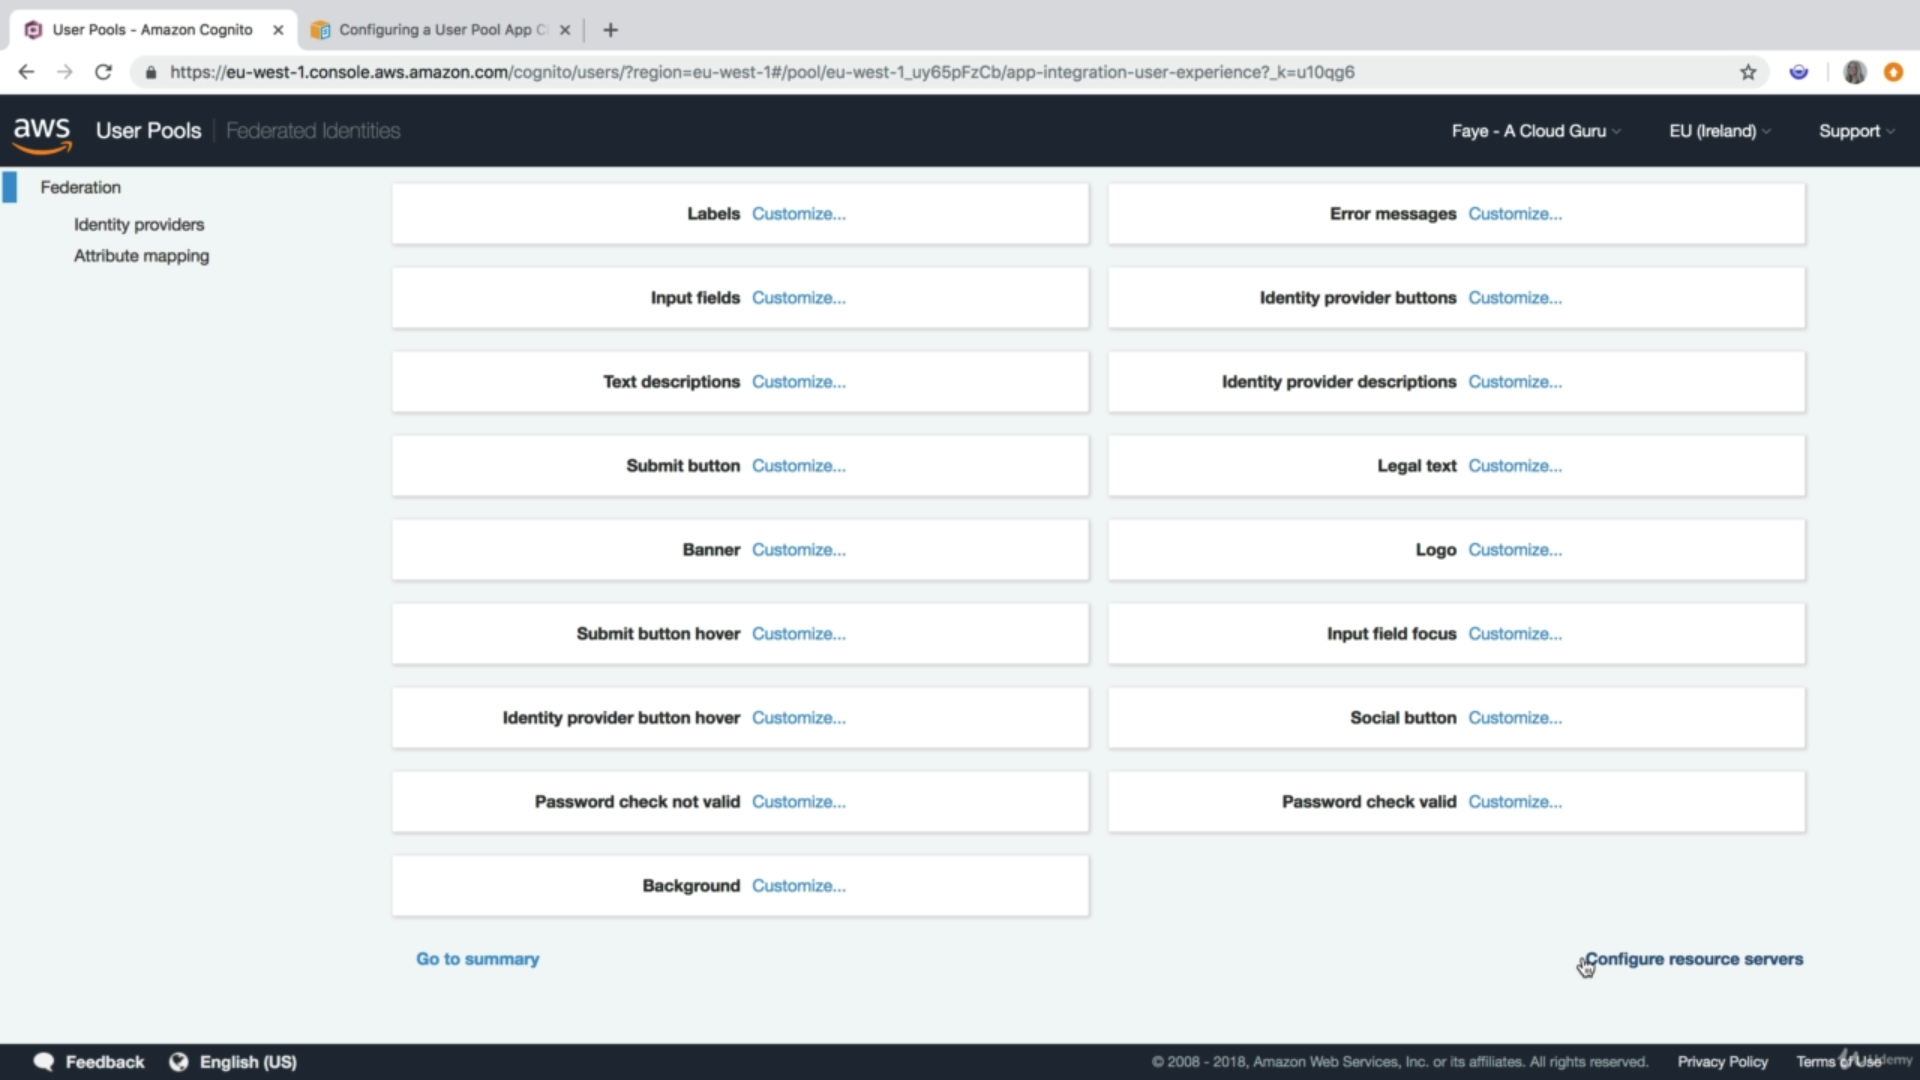 User Pools - Amazon Cognito
Configuring a User Pool App C
https://eu-west-1.console.aws.amazon.com/cognito/users/?region=eu-west-1#/pool/eu-west-1_uy65pFzCb/app-integration-user-experience?_k=u10qg6
aws User Pools Federated Identities Faye - A Cloud Guru EU (Ireland) Support
Federation
Identity providers
Attribute mapping
Labels Customize... Error messages Customize...
Input fields Customize... Identity provider buttons Customize...
Text descriptions Customize... Identity provider descriptions Customize...
Submit button Customize... Legal text Customize...
Banner Customize... Logo Customize...
Submit button hover Customize... Input field focus Customize...
Identity provider button hover Customize... Social button Customize...
Password check not valid Customize... Password check valid Customize...
Background Customize...
Go to summary Configure resource servers
Feedback English (US) © 2008 - 2018, Amazon Web Services, Inc. or its affiliates. All rights reserved. Privacy Policy Terms of Use